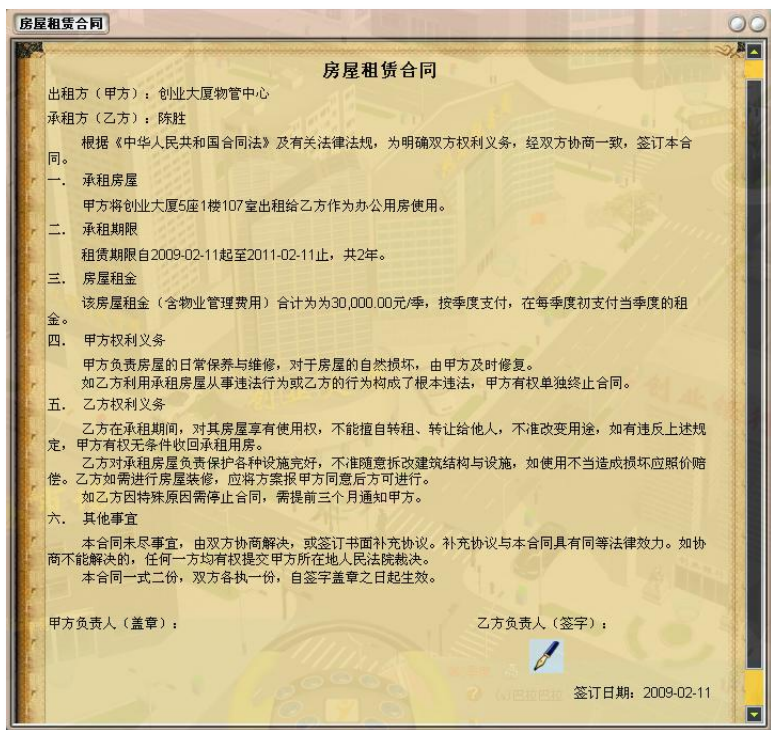 房屋租赁合同
房屋租赁合同
出租方（甲方）：创业大厦物管中心
承租方（乙方）：陈胜
根据《中华人民共和国合同法》及有关法律法规，为明确双方权利义务，经双方协商一致，签订本合
同。
一． 承租房屋
甲方将创业大厦5座1楼107室出租给乙方作为办公用房使用。
二． 承租期限
租赁期限自2009-02-11起至2011-02-11止，共2年。
三． 房屋租金
该房屋租金（含物业管理费用）合计为为30,000.00元/季，按季度支付，在每季度初支付当季度的租
金。
四． 甲方权利义务
甲方负责房屋的日常保养与维修，对于房屋的自然损坏，由甲方及时修复。
如乙方利用承租房屋从事违法行为或乙方的行为构成了根本违法，甲方有权单独终止合同。
五． 乙方权利义务
乙方在承租期间，对其房屋享有使用权，不能擅自转租、转让给他人，不准改变用途，如有违反上述规
定，甲方有权无条件收回承租用房。
乙方对承租房屋负责保护各种设施完好，不准随意拆改建筑结构与设施，如使用不当造成损坏应照价赔
偿。乙方如需进行房屋装修，应将方案报甲方同意后方可进行。
如乙方因特殊原因需停止合同，需提前三个月通知甲方。
六． 其他事宜
本合同未尽事宜，由双方协商解决，或签订书面补充协议。补充协议与本合同具有同等法律效力。如协
商不能解决的，任何一方均有权提交甲方所在地人民法院裁决。
本合同一式二份，双方各执一份，自签字盖章之日起生效。
甲方负责人（盖章）：
乙方负责人（签字）：
签订日期：2009-02-11